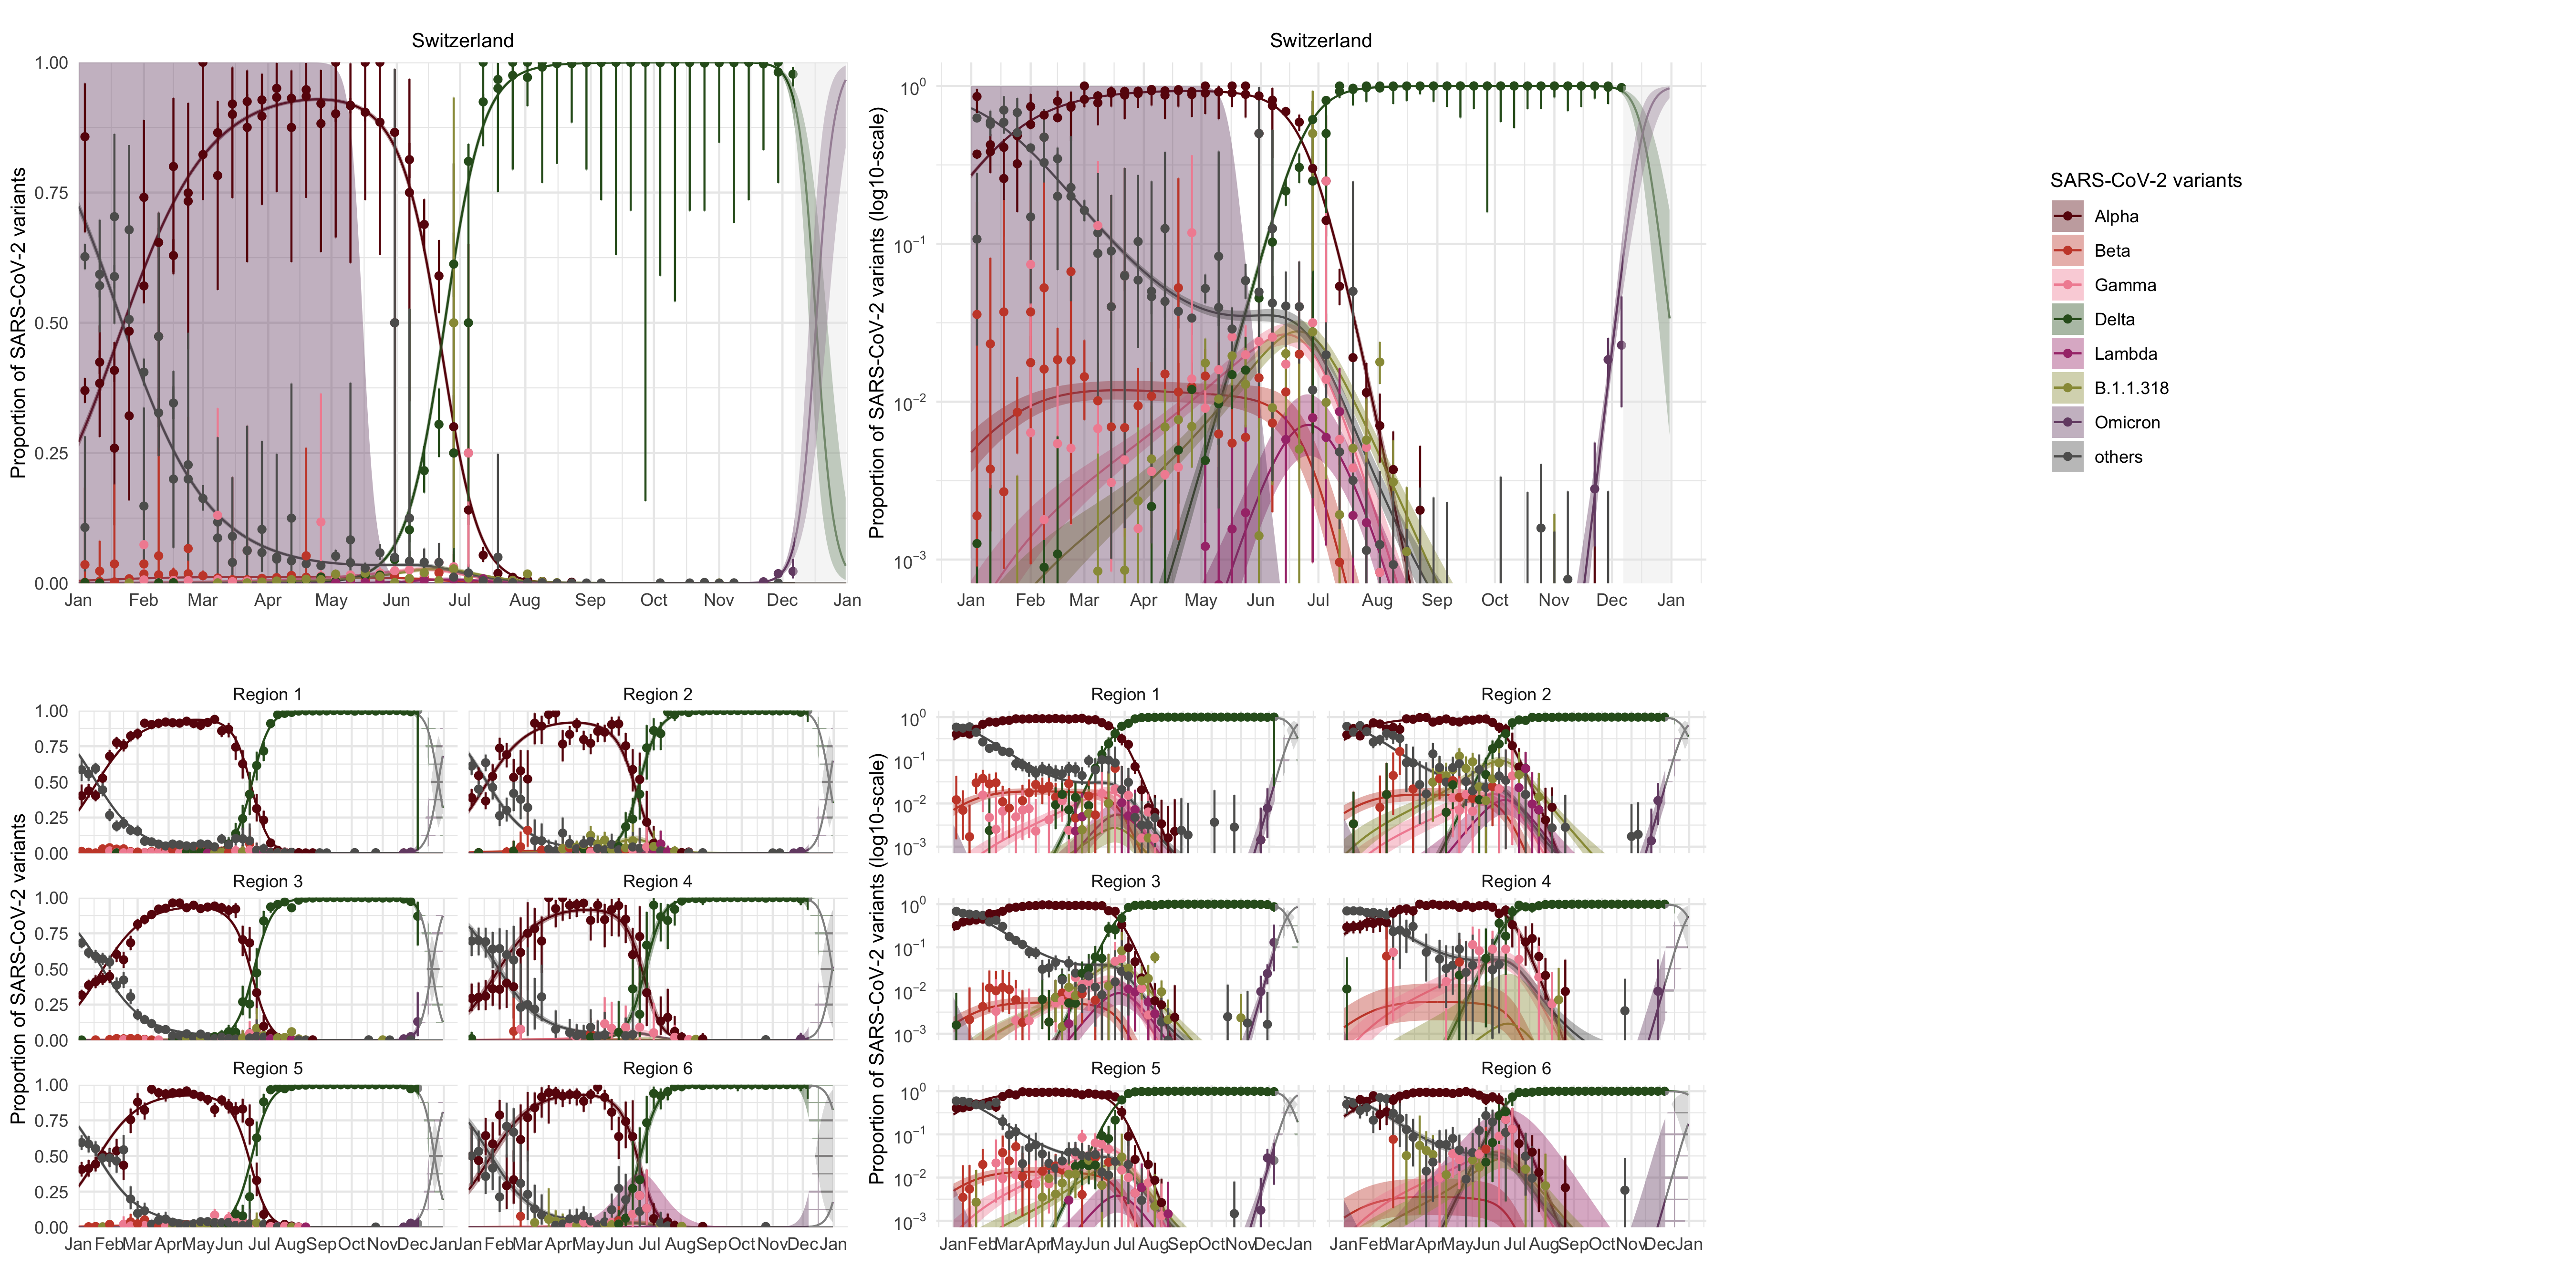 Switzerland
Proportion of SARS-CoV-2 variants
1.00
0.75
0.50
0.25
0.00
Jan Feb Mar Apr May Jun Jul Aug Sep Oct Nov Dec Jan
Switzerland
Proportion of SARS-CoV-2 variants (log10-scale)
10⁰
10⁻¹
10⁻²
10⁻³
Jan Feb Mar Apr May Jun Jul Aug Sep Oct Nov Dec Jan
SARS-CoV-2 variants
Alpha
Beta
Gamma
Delta
Lambda
B.1.1.318
Omicron
others
Proportion of SARS-CoV-2 variants
Region 1
Region 2
1.00
0.75
0.50
0.25
0.00
Region 3
Region 4
1.00
0.75
0.50
0.25
0.00
Region 5
Region 6
1.00
0.75
0.50
0.25
0.00
Jan Feb Mar Apr May Jun Jul Aug Sep Oct Nov Dec Jan
Jan Feb Mar Apr May Jun Jul Aug Sep Oct Nov Dec Jan
Proportion of SARS-CoV-2 variants (log10-scale)
Region 1
Region 2
10⁰
10⁻¹
10⁻²
10⁻³
Region 3
Region 4
10⁰
10⁻¹
10⁻²
10⁻³
Region 5
Region 6
10⁰
10⁻¹
10⁻²
10⁻³
Jan Feb Mar Apr May Jun Jul Aug Sep Oct Nov Dec Jan
Jan Feb Mar Apr May Jun Jul Aug Sep Oct Nov Dec Jan